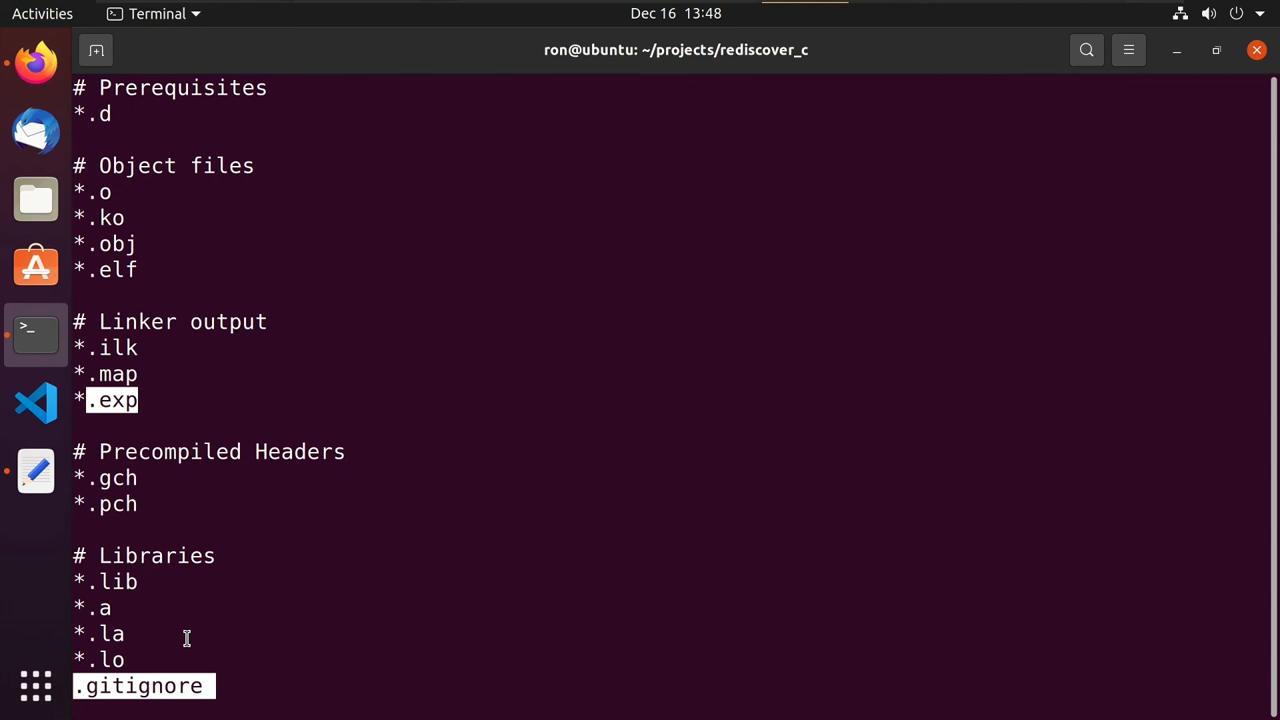 Activities
Terminal
Dec 16 13:48
ron@ubuntu: ~/projects/rediscover_c
# Prerequisites
*.d
# Object files
*.o
*.ko
*.obj
*.elf
# Linker output
*.ilk
*.map
*.exp
# Precompiled Headers
*.gch
*.pch
# Libraries
*.lib
*.a
*.la
*.lo
.gitignore